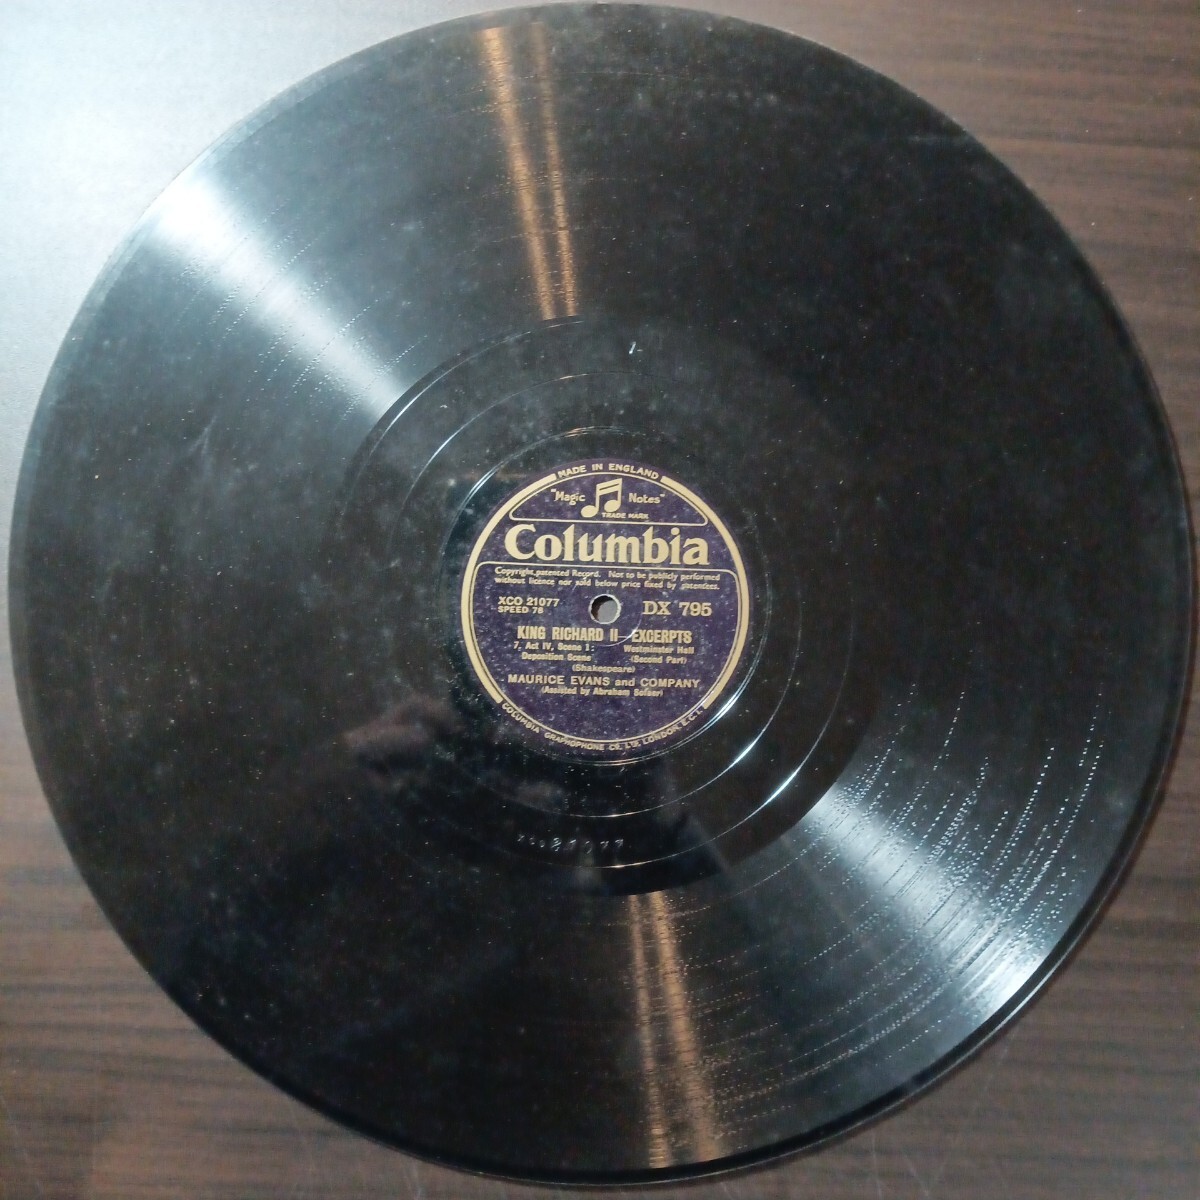 MADE IN ENGLAND
"Magic Notes"
TRADE MARK
Columbia
Copyright patented Record. Not to be publicly performed
without licence nor sold below price fixed by patentees.
XCO 21077
SPEED 78
DX 795
KING RICHARD II—EXCERPTS
7. Act IV, Scene 1: Westminster Hall
Deposition Scene (Second Part)
(Shakespeare)
MAURICE EVANS and COMPANY
(Assisted by Abraham Sofaer)
COLUMBIA GRAPHOPHONE CO. LTD. LONDON, E.C.1.
XCO 21077